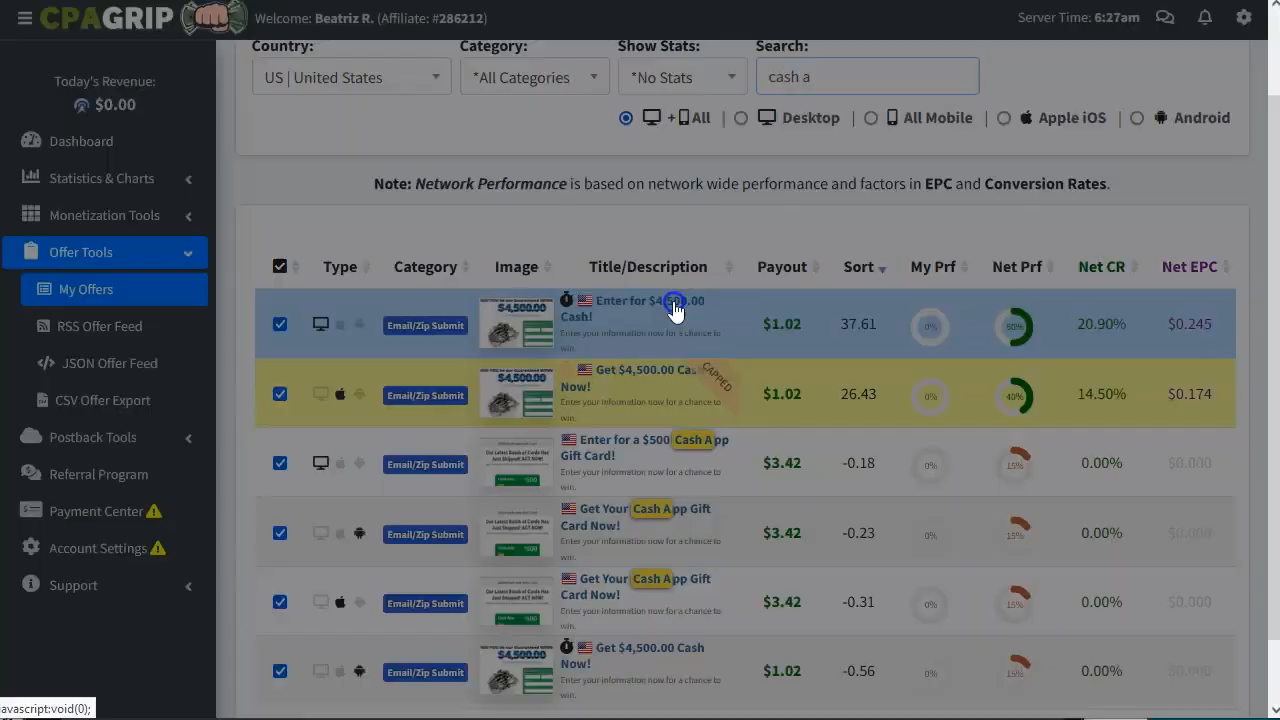 CPAGRIP
Welcome: Beatriz R. (Affiliate: #286212)
Server Time: 6:27am
Today's Revenue:
$0.00
Dashboard
Statistics & Charts
Monetization Tools
Offer Tools
My Offers
RSS Offer Feed
JSON Offer Feed
CSV Offer Export
Postback Tools
Referral Program
Payment Center
Account Settings
Support
javascript:void(0);
Country: Category: Show Stats: Search:
US | United States *All Categories *No Stats cash a
+ All | Desktop | All Mobile | Apple iOS | Android
Note: Network Performance is based on network wide performance and factors in EPC and Conversion Rates.
Type Category Image Title/Description Payout Sort My Prf Net Prf Net CR Net EPC
Email/Zip Submit $4,500.00 Enter for $4,500.00 Cash! $1.02 37.61 0% 60% 20.90% $0.245
Enter your information now for a chance to
win.
Email/Zip Submit $4,500.00 Get $4,500.00 Cash Now! CAPPED $1.02 26.43 0% 40% 14.50% $0.174
Enter your information now for a chance to
win.
Email/Zip Submit Enter for a $500 Cash App Gift Card! $3.42 -0.18 0% 15% 0.00% $0.000
Enter your information now for a chance to
win.
Email/Zip Submit Get Your Cash App Gift Card Now! $3.42 -0.23 0% 15% 0.00% $0.000
Enter your information now for a chance to
win.
Email/Zip Submit Get Your Cash App Gift Card Now! $3.42 -0.31 0% 15% 0.00% $0.000
Enter your information now for a chance to
win.
Email/Zip Submit $4,500.00 Get $4,500.00 Cash Now! $1.02 -0.56 0% 15% 0.00% $0.000
Enter your information now for a chance to
win.